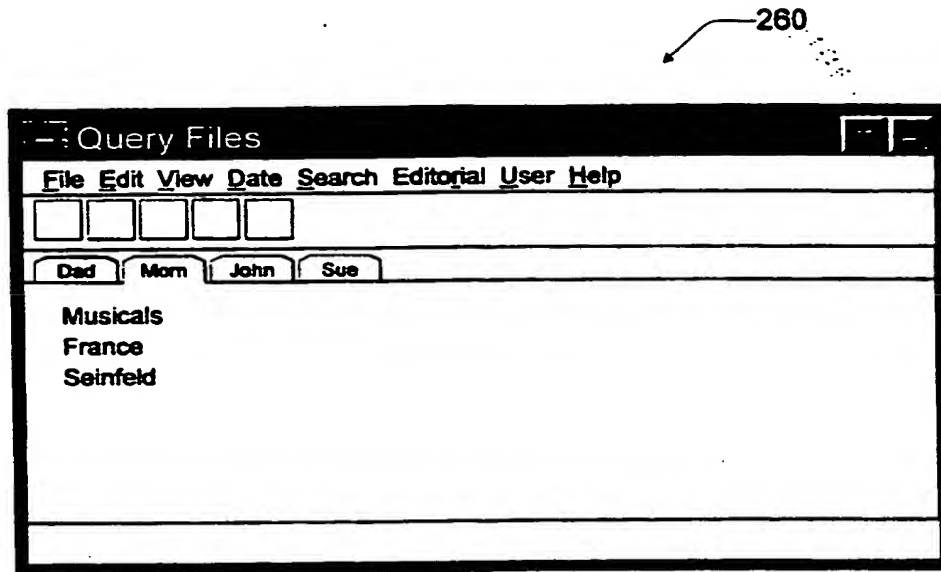 260
Query Files
File Edit View Date Search Editorial User Help
Dad Mom John Sue
Musicals
France
Seinfeld